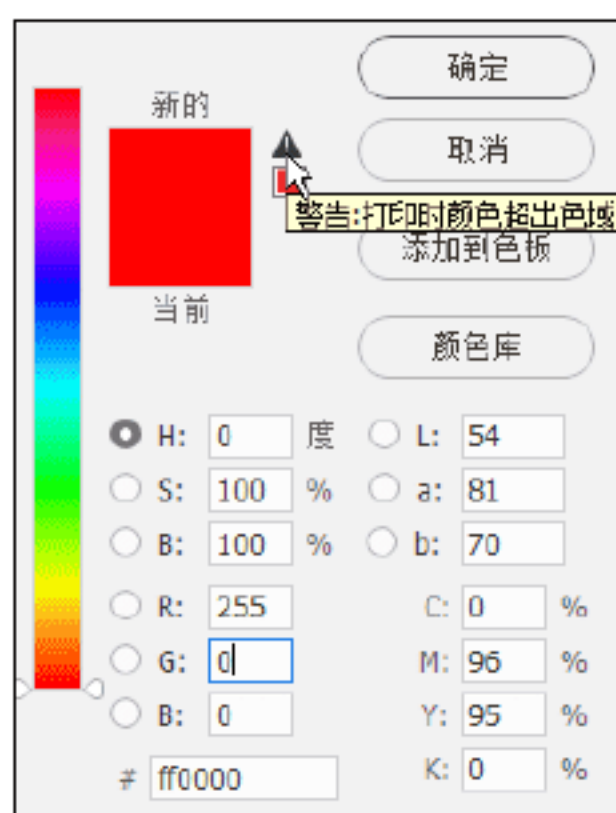 确定
新的
取消
警告:打印时颜色超出色域
添加到色板
当前
颜色库
H: 0 度 L: 54
S: 100 % a: 81
B: 100 % b: 70
R: 255 C: 0 %
G: 0 M: 96 %
B: 0 Y: 95 %
# ff0000 K: 0 %